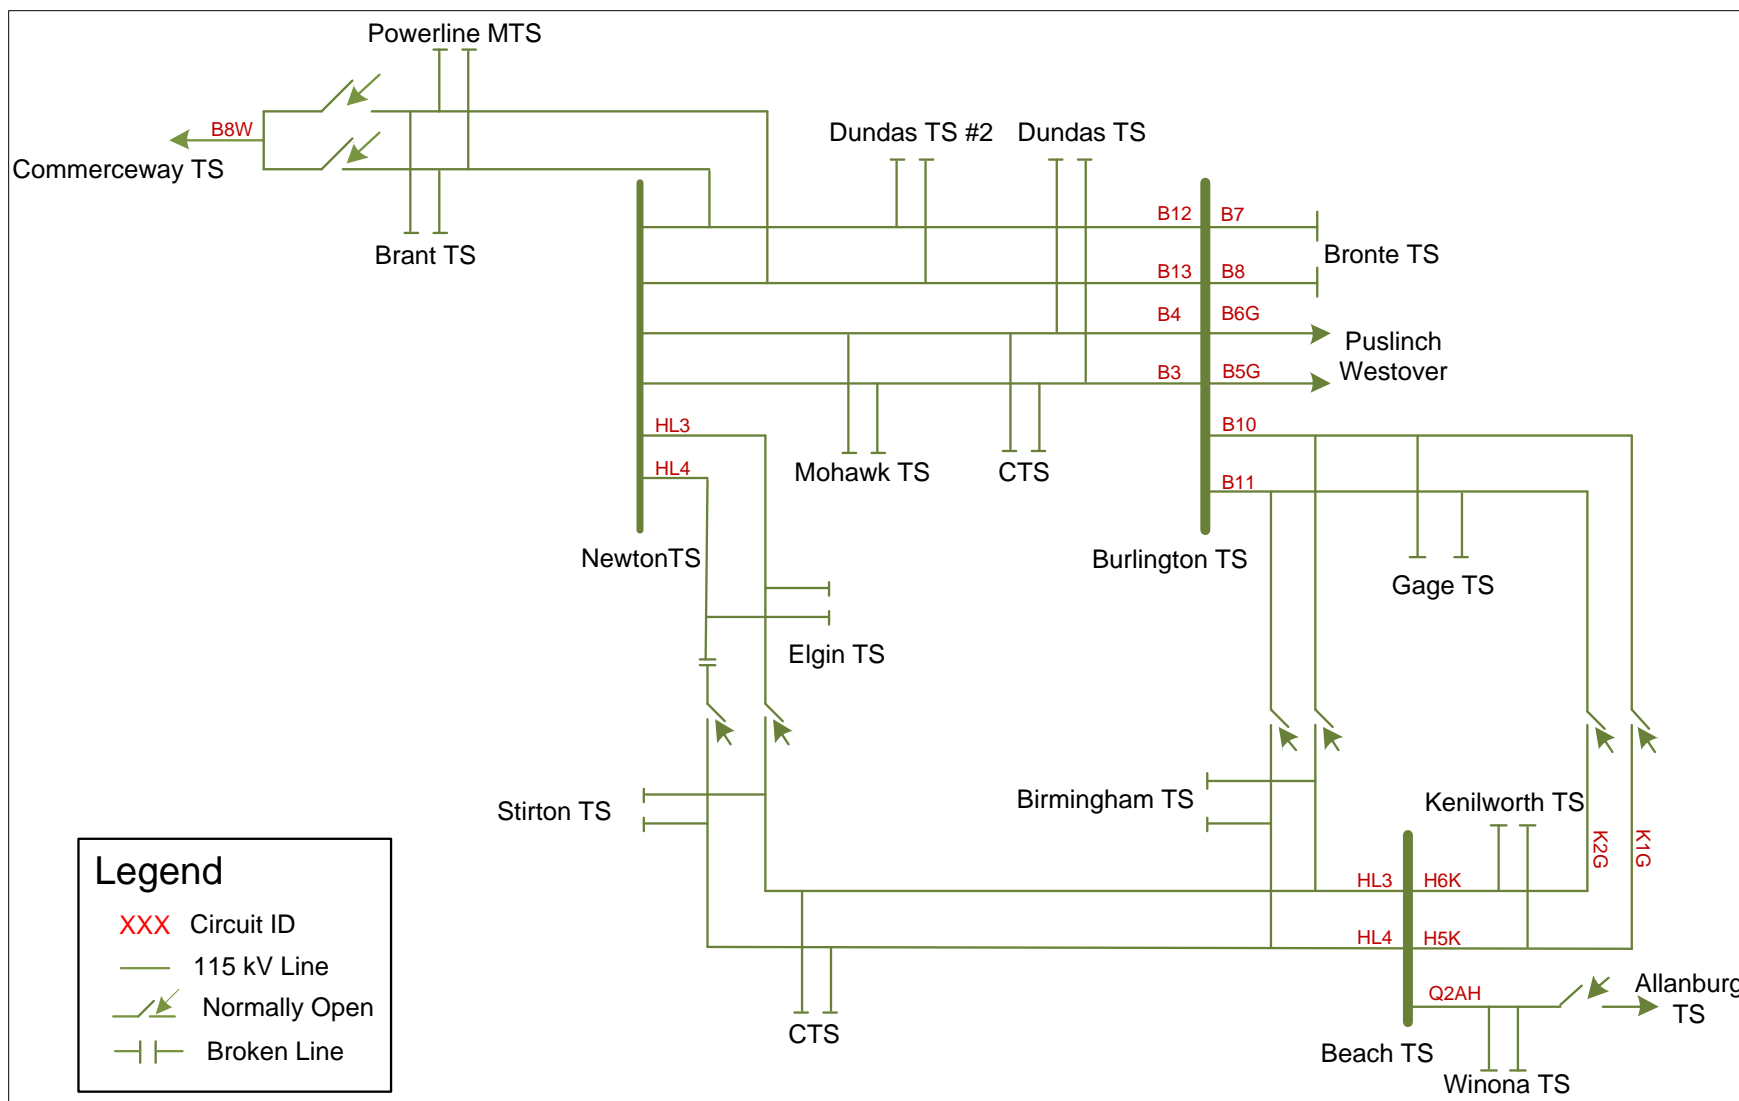 Powerline MTS
B8W
Commerceway TS
Brant TS
Dundas TS #2
Dundas TS
B12
B7
Bronte TS
B13
B8
B4
B6G
Puslinch
Westover
B3
B5G
HL3
HL4
Mohawk TS
CTS
B10
B11
NewtonTS
Burlington TS
Gage TS
Elgin TS
Stirton TS
Birmingham TS
Kenilworth TS
K2G
K1G
HL3
H6K
HL4
H5K
Q2AH
Allanburg
TS
CTS
Beach TS
Winona TS
Legend
XXX Circuit ID
115 kV Line
Normally Open
Broken Line